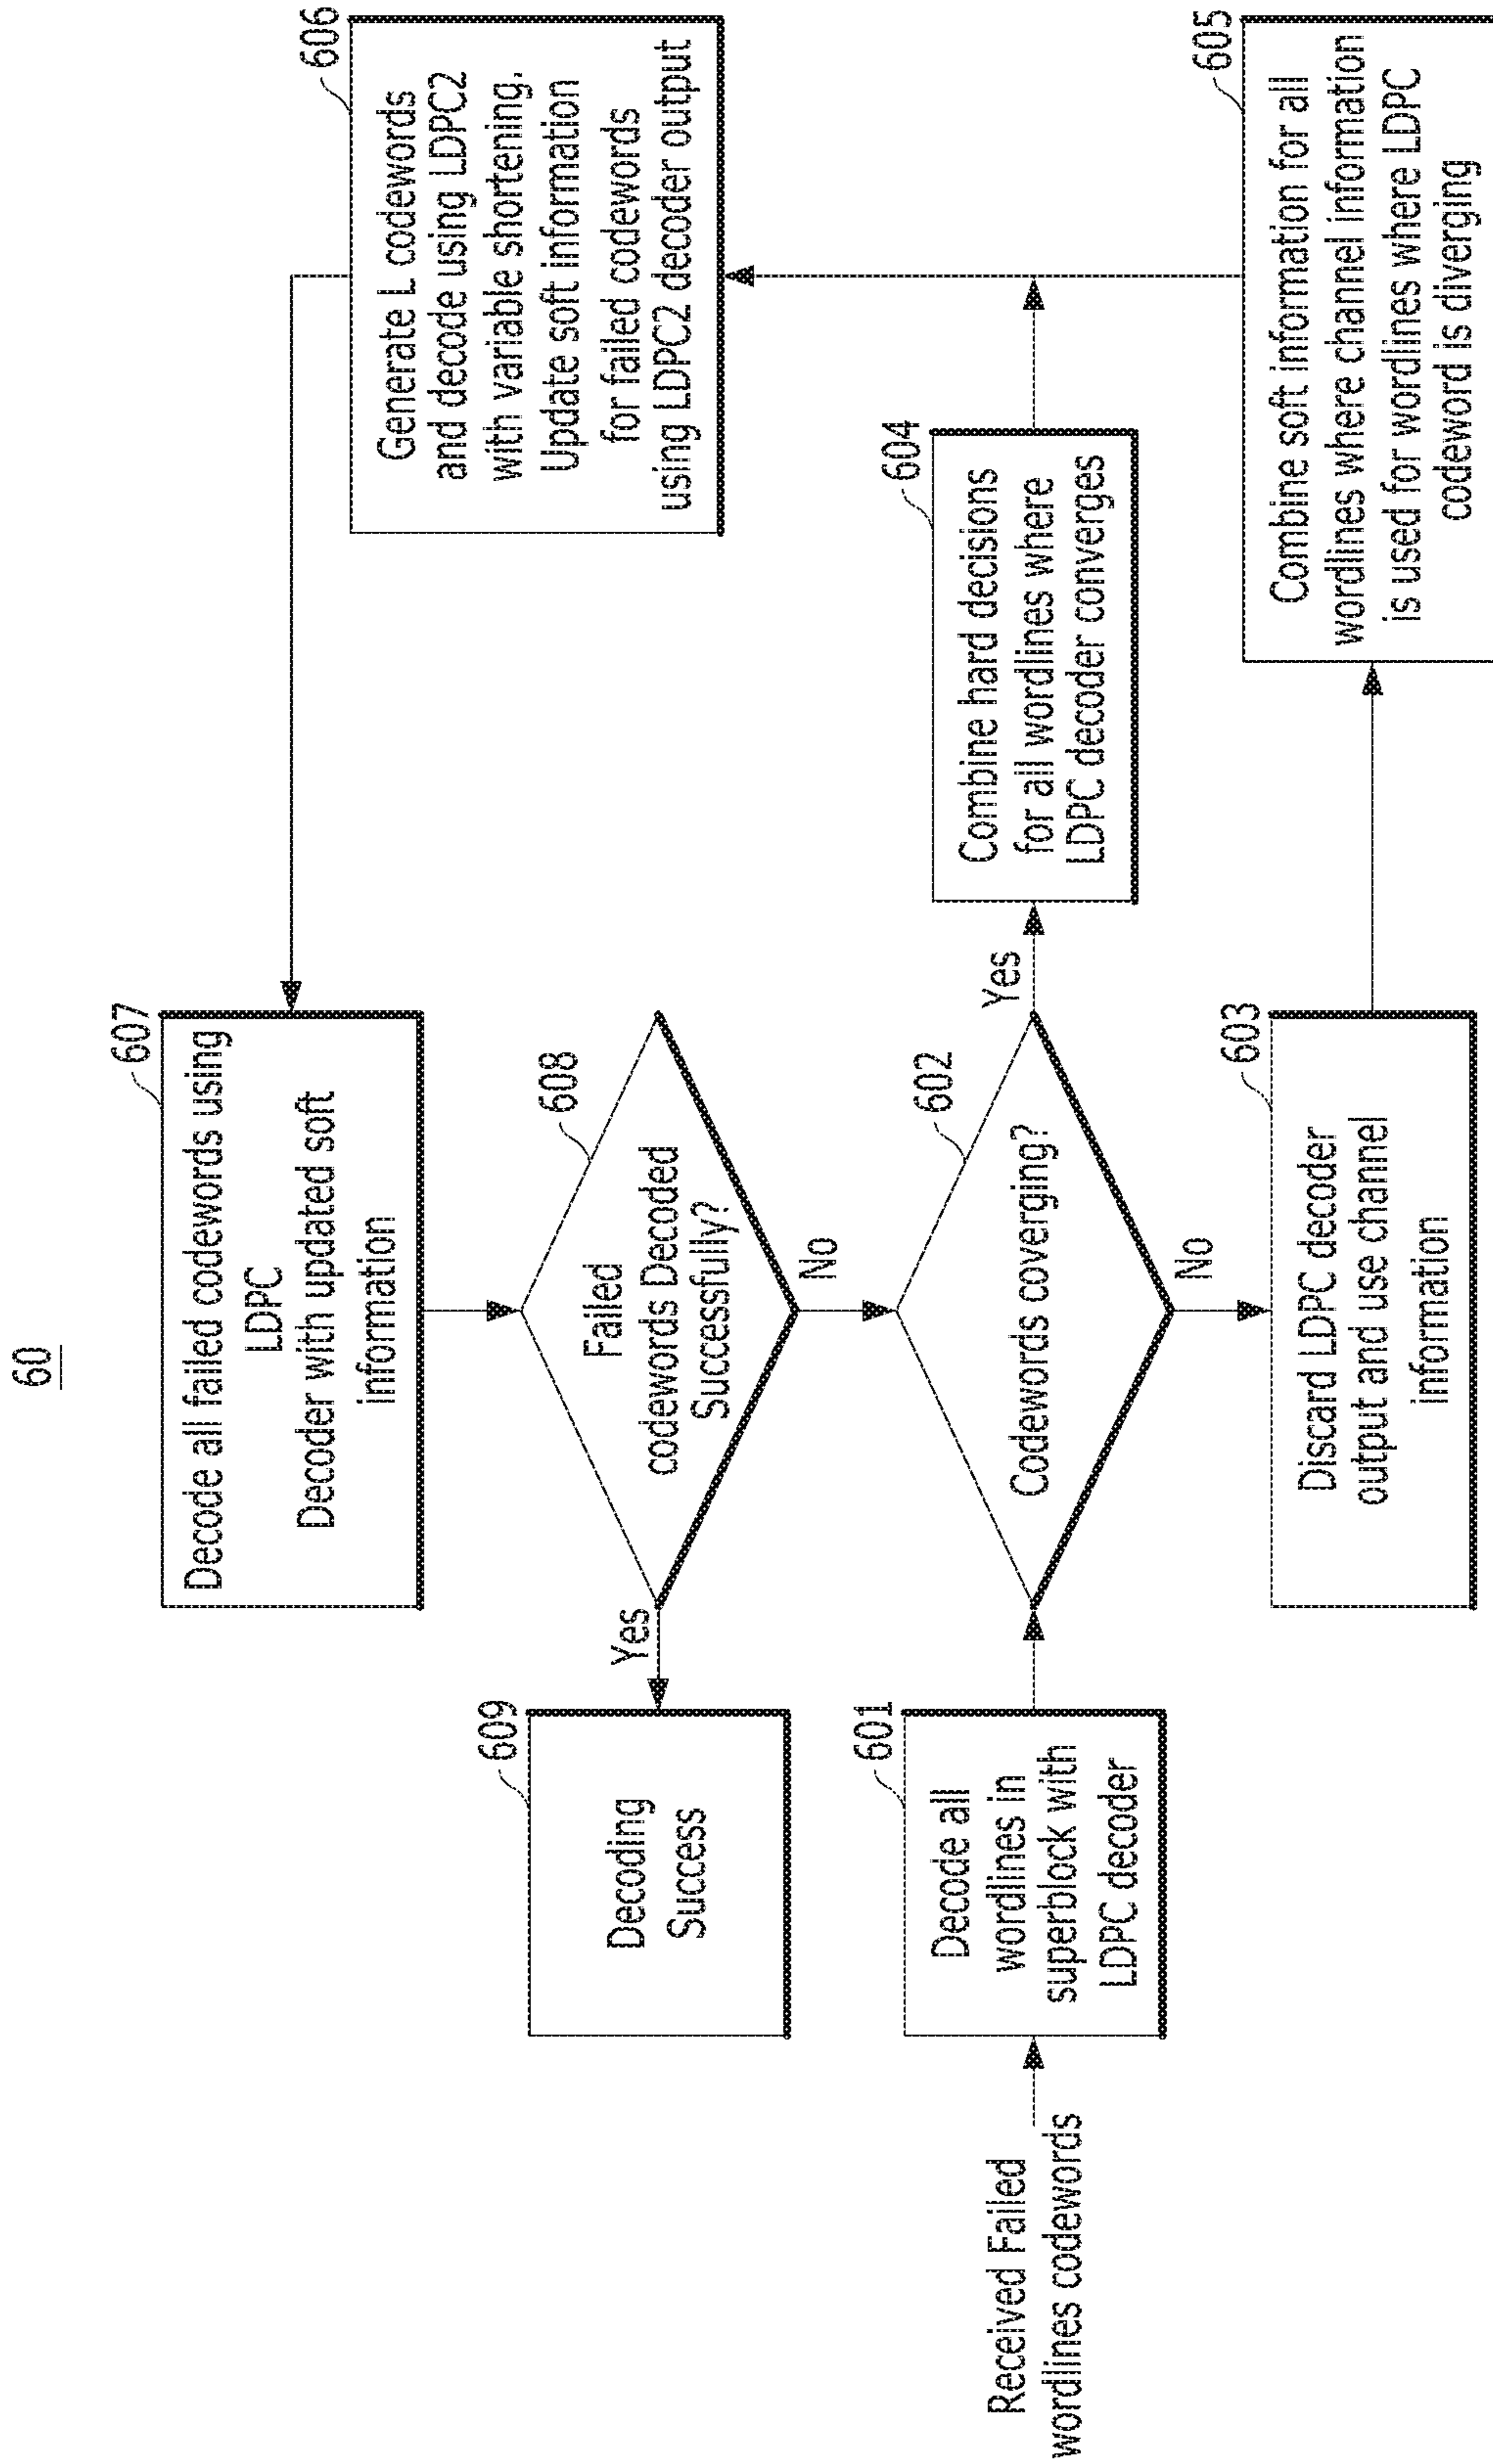 60
607
Decode all failed codewords using
LDPC
Decoder with updated soft
information
606
Generate L codewords
and decode using LDPC2
with variable shortening.
Update soft information
for failed codewords
using LDPC2 decoder output
609
Decoding
Success
Yes
608
Failed
codewords Decoded
Successfully?
No
Received Failed
wordlines codewords
601
Decode all
wordlines in
superblock with
LDPC decoder
602
Codewords coverging?
Yes
No
604
Combine hard decisions
for all wordlines where
LDPC decoder converges
603
Discard LDPC decoder
output and use channel
information
605
Combine soft information for all
wordlines where channel information
is used for wordlines where LDPC
codeword is diverging